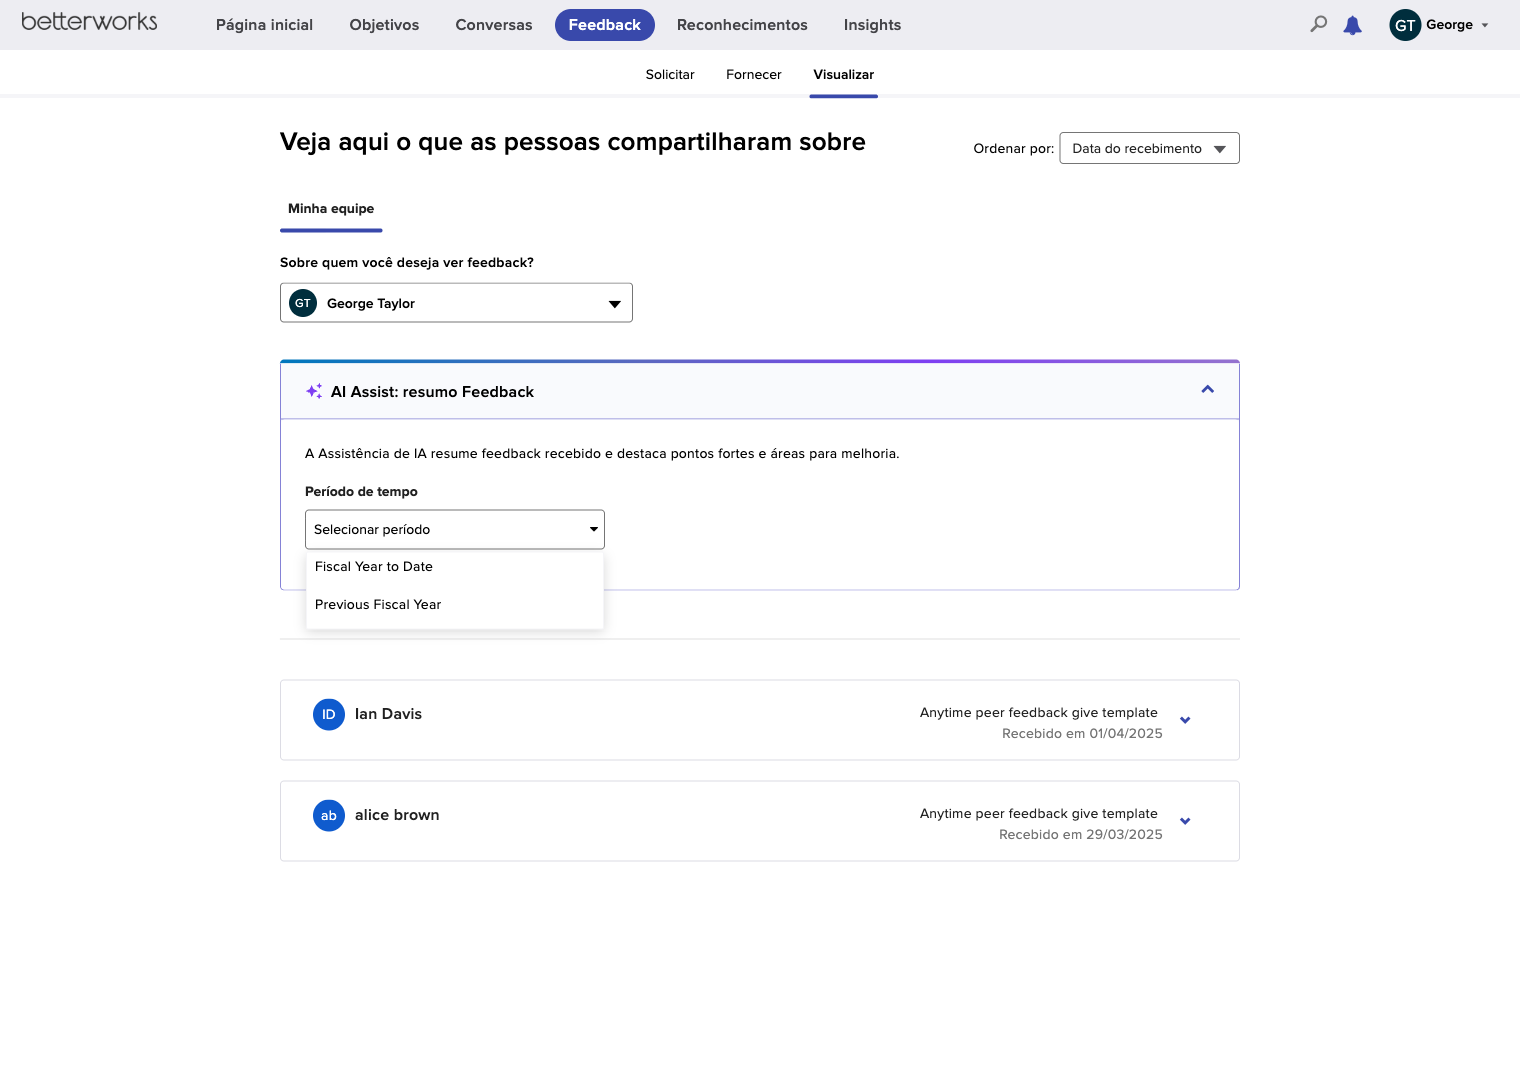 betterworks
Página inicial
Objetivos
Conversas
Feedback
Reconhecimentos
Insights
GT
George
Solicitar
Fornecer
Visualizar
Veja aqui o que as pessoas compartilharam sobre
Ordenar por:
Data do recebimento
Minha equipe
Sobre quem você deseja ver feedback?
GT
George Taylor
AI Assist: resumo Feedback
A Assistência de IA resume feedback recebido e destaca pontos fortes e áreas para melhoria.
Período de tempo
Selecionar período
Fiscal Year to Date
Previous Fiscal Year
ID
Ian Davis
Anytime peer feedback give template
Recebido em 01/04/2025
ab
alice brown
Anytime peer feedback give template
Recebido em 29/03/2025